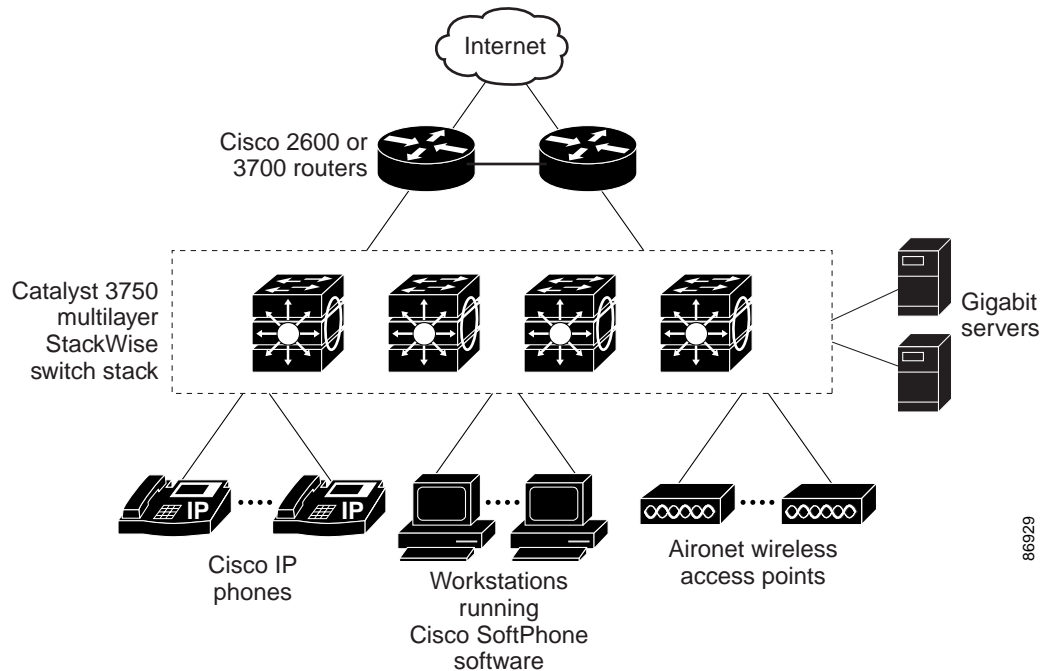 Internet
Cisco 2600 or
3700 routers
Catalyst 3750
multilayer
StackWise
switch stack
Gigabit
servers
IP
IP
Cisco IP
phones
Workstations
running
Cisco SoftPhone
software
Aironet wireless
access points
86929